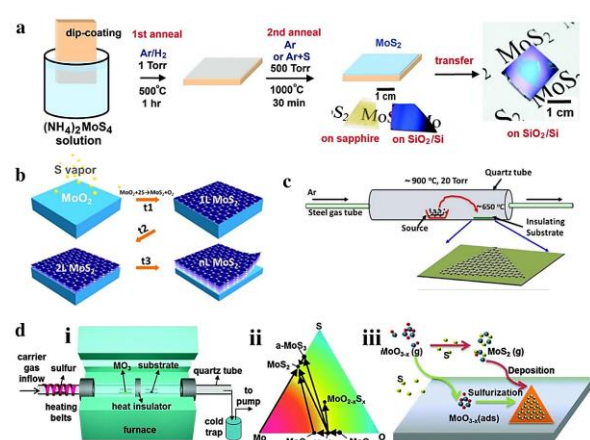 a
dip-coating
(NH₄)₂MoS₄
solution
1st anneal
Ar/H₂
1 Torr
500°C
1 hr
2nd anneal
Ar
or Ar+S
500 Torr
1000°C
30 min
MoS₂
1 cm
on sapphire
on SiO₂/Si
transfer
MoS₂
1 cm
on SiO₂/Si
b
S vapor
MoO₂
MoO₂+2S→MoS₂+O₂
t1
1L MoS₂
t2
2L MoS₂
t3
nL MoS₂
c
~ 900 °C, 20 Torr
Quartz tube
Ar
Steel gas tube
~650 °C
Source
Insulating
Substrate
d
i
carrier
gas
inflow
sulfur
MO₃
substrate
quartz tube
to
pump
heating
belts
heat insulator
cold
trap
furnace
ii
S
a-MoS₃
MoS₂
MoO₃₋ₓSₓ
Mo
O
iii
MoO₃₋ₓ (g)
S
MoS₂ (g)
Deposition
S
Sulfurization
MoO₃₋ₓ(ads)